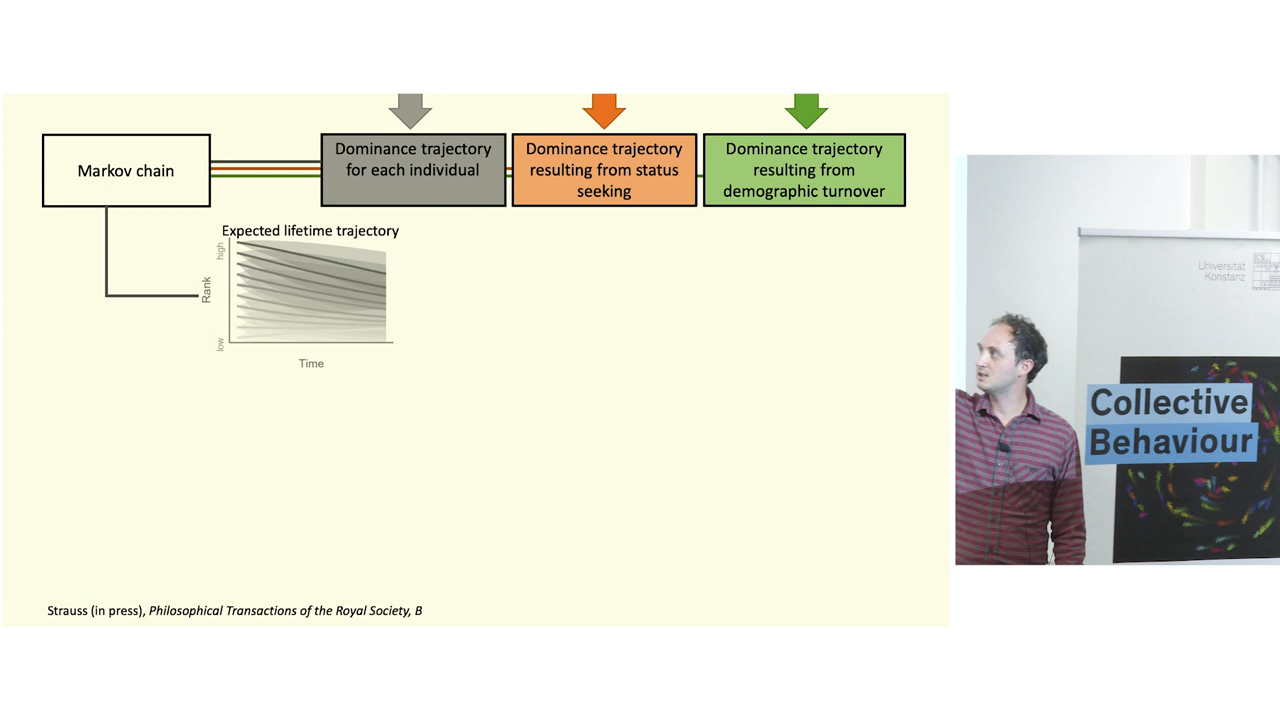 Markov chain
Dominance trajectory
for each individual
Dominance trajectory
resulting from status
seeking
Dominance trajectory
resulting from
demographic turnover
Expected lifetime trajectory
high
Rank
low
Time
Strauss (in press), Philosophical Transactions of the Royal Society, B
Universität
Konstanz
Collective
Behaviour